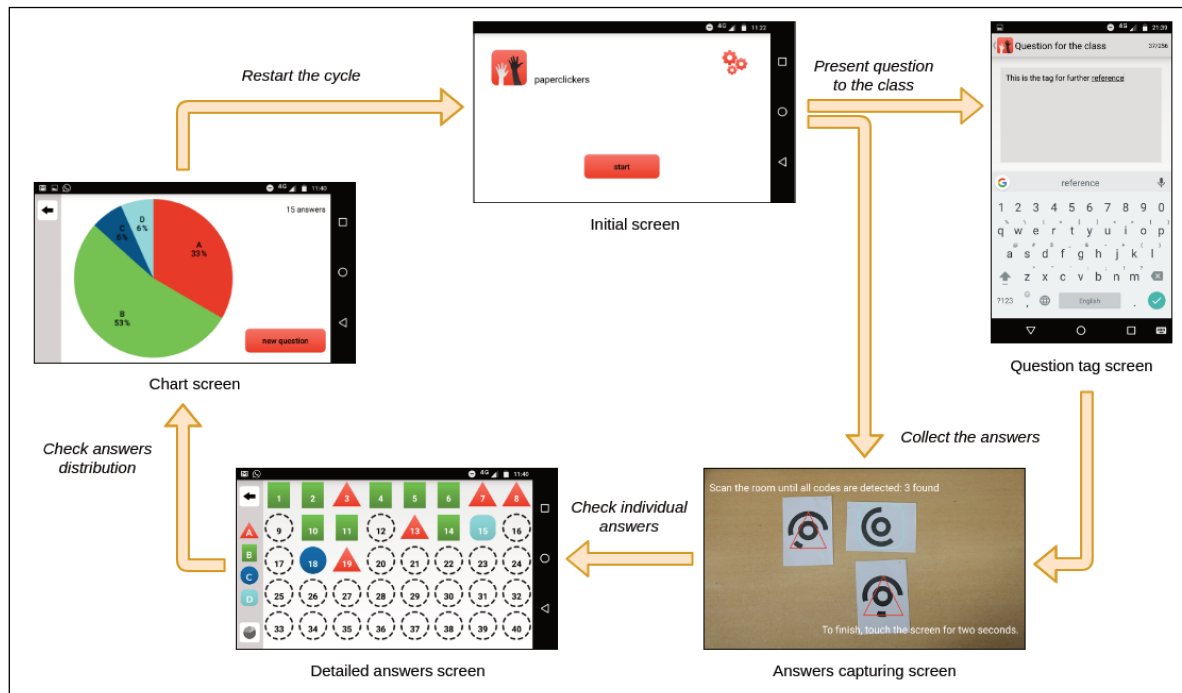 Restart the cycle
11:22
paperclickers
start
Initial screen
Present question
to the class
4G 21:39
Question for the class 37/256
This is the tag for further reference
reference
1 2 3 4 5 6 7 8 9 0
q w e r t y u i o p
a s d f g h j k l
z x c v b n m
?123 , English .
Question tag screen
4G 11:40
15 answers
A
33%
B
53%
C
6%
D
6%
new question
Chart screen
Check answers
distribution
4G 11:40
1 2 3 4 5 6 7 8
A 9 10 11 12 13 14 15 16
B 17 18 19 20 21 22 23 24
C 25 26 27 28 29 30 31 32
D 33 34 35 36 37 38 39 40
Detailed answers screen
Check individual
answers
Collect the answers
Scan the room until all codes are detected: 3 found
To finish, touch the screen for two seconds.
Answers capturing screen